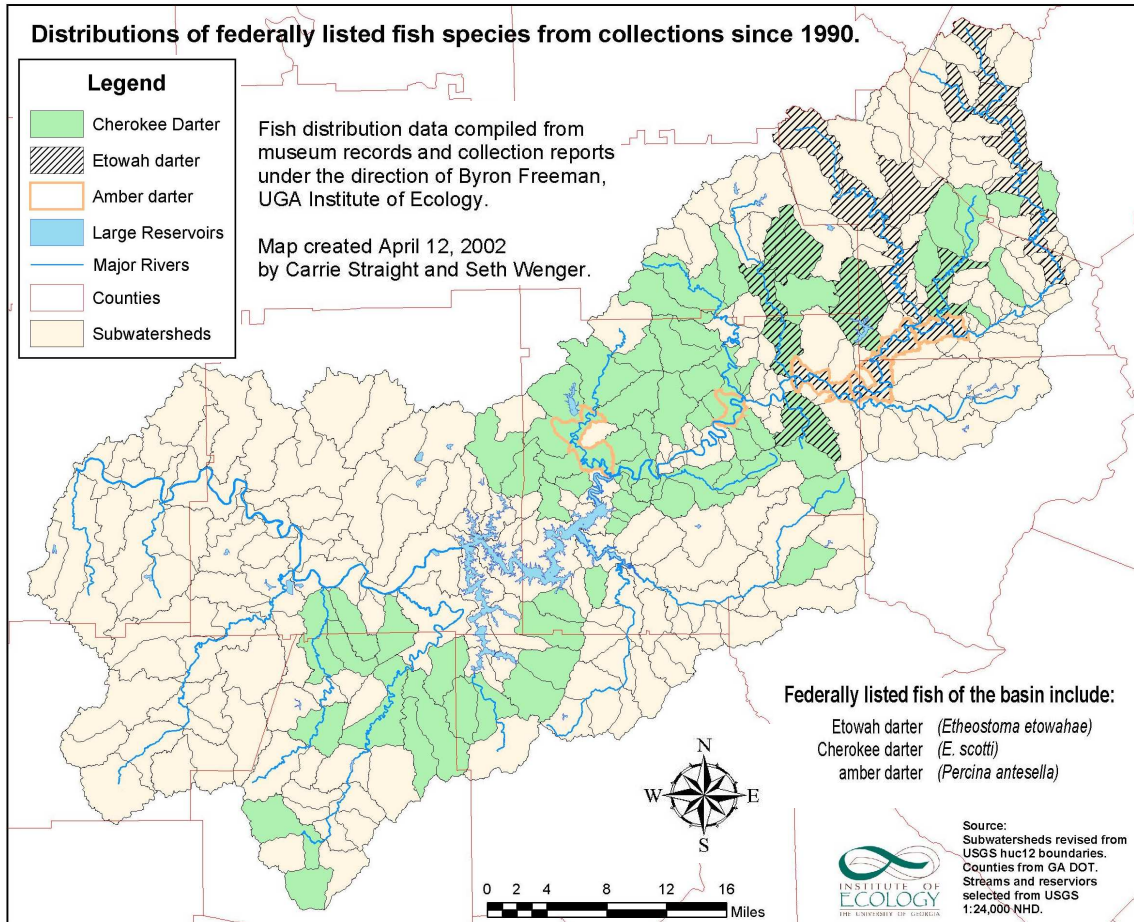 Distributions of federally listed fish species from collections since 1990.
Legend
Cherokee Darter
Etowah darter
Amber darter
Large Reservoirs
Major Rivers
Counties
Subwatersheds
Fish distribution data compiled from
museum records and collection reports
under the direction of Byron Freeman,
UGA Institute of Ecology.
Map created April 12, 2002
by Carrie Straight and Seth Wenger.
Federally listed fish of the basin include:
Etowah darter (Etheostoma etowahae)
Cherokee darter (E. scotti)
amber darter (Percina antesella)
N
W E
S
0 2 4 8 12 16
Miles
INSTITUTE OF
ECOLOGY
THE UNIVERSITY OF GEORGIA
Source:
Subwatersheds revised from
USGS huc12 boundaries.
Counties from GA DOT.
Streams and reserviors
selected from USGS
1:24,000 NHD.